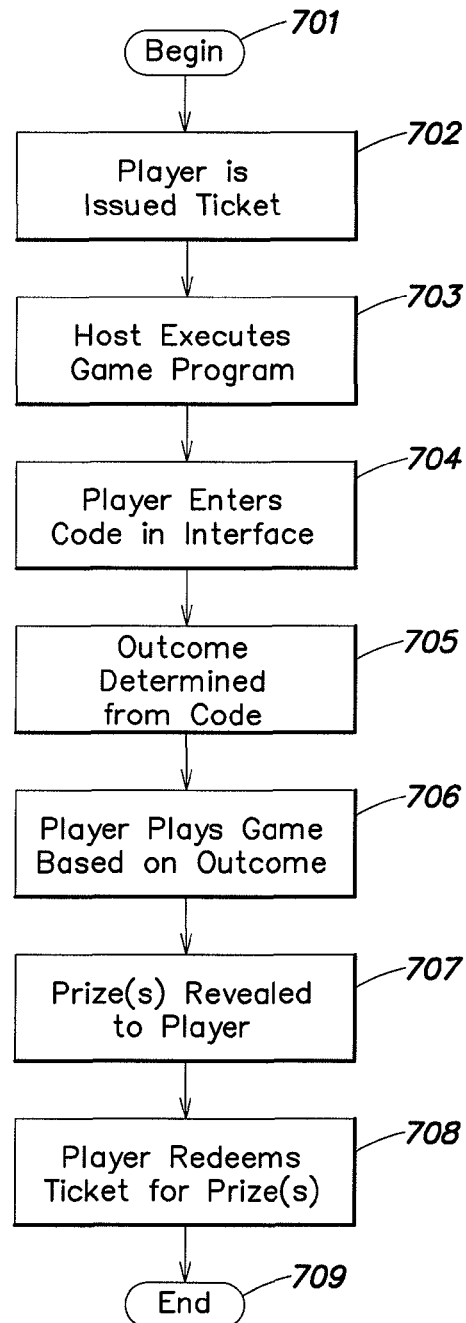 701
Begin
702
Player is
Issued Ticket
703
Host Executes
Game Program
704
Player Enters
Code in Interface
705
Outcome
Determined
from Code
706
Player Plays Game
Based on Outcome
707
Prize(s) Revealed
to Player
708
Player Redeems
Ticket for Prize(s)
709
End